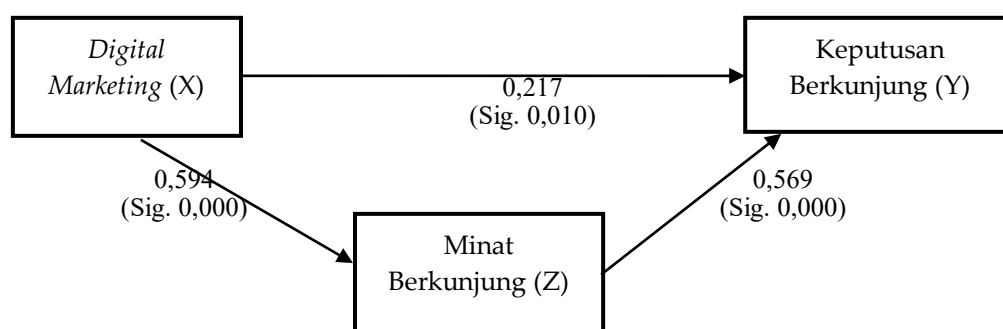 Digital
Marketing (X)
Keputusan
Berkunjung (Y)
0,217
(Sig. 0,010)
0,594
(Sig. 0,000)
0,569
(Sig. 0,000)
Minat
Berkunjung (Z)